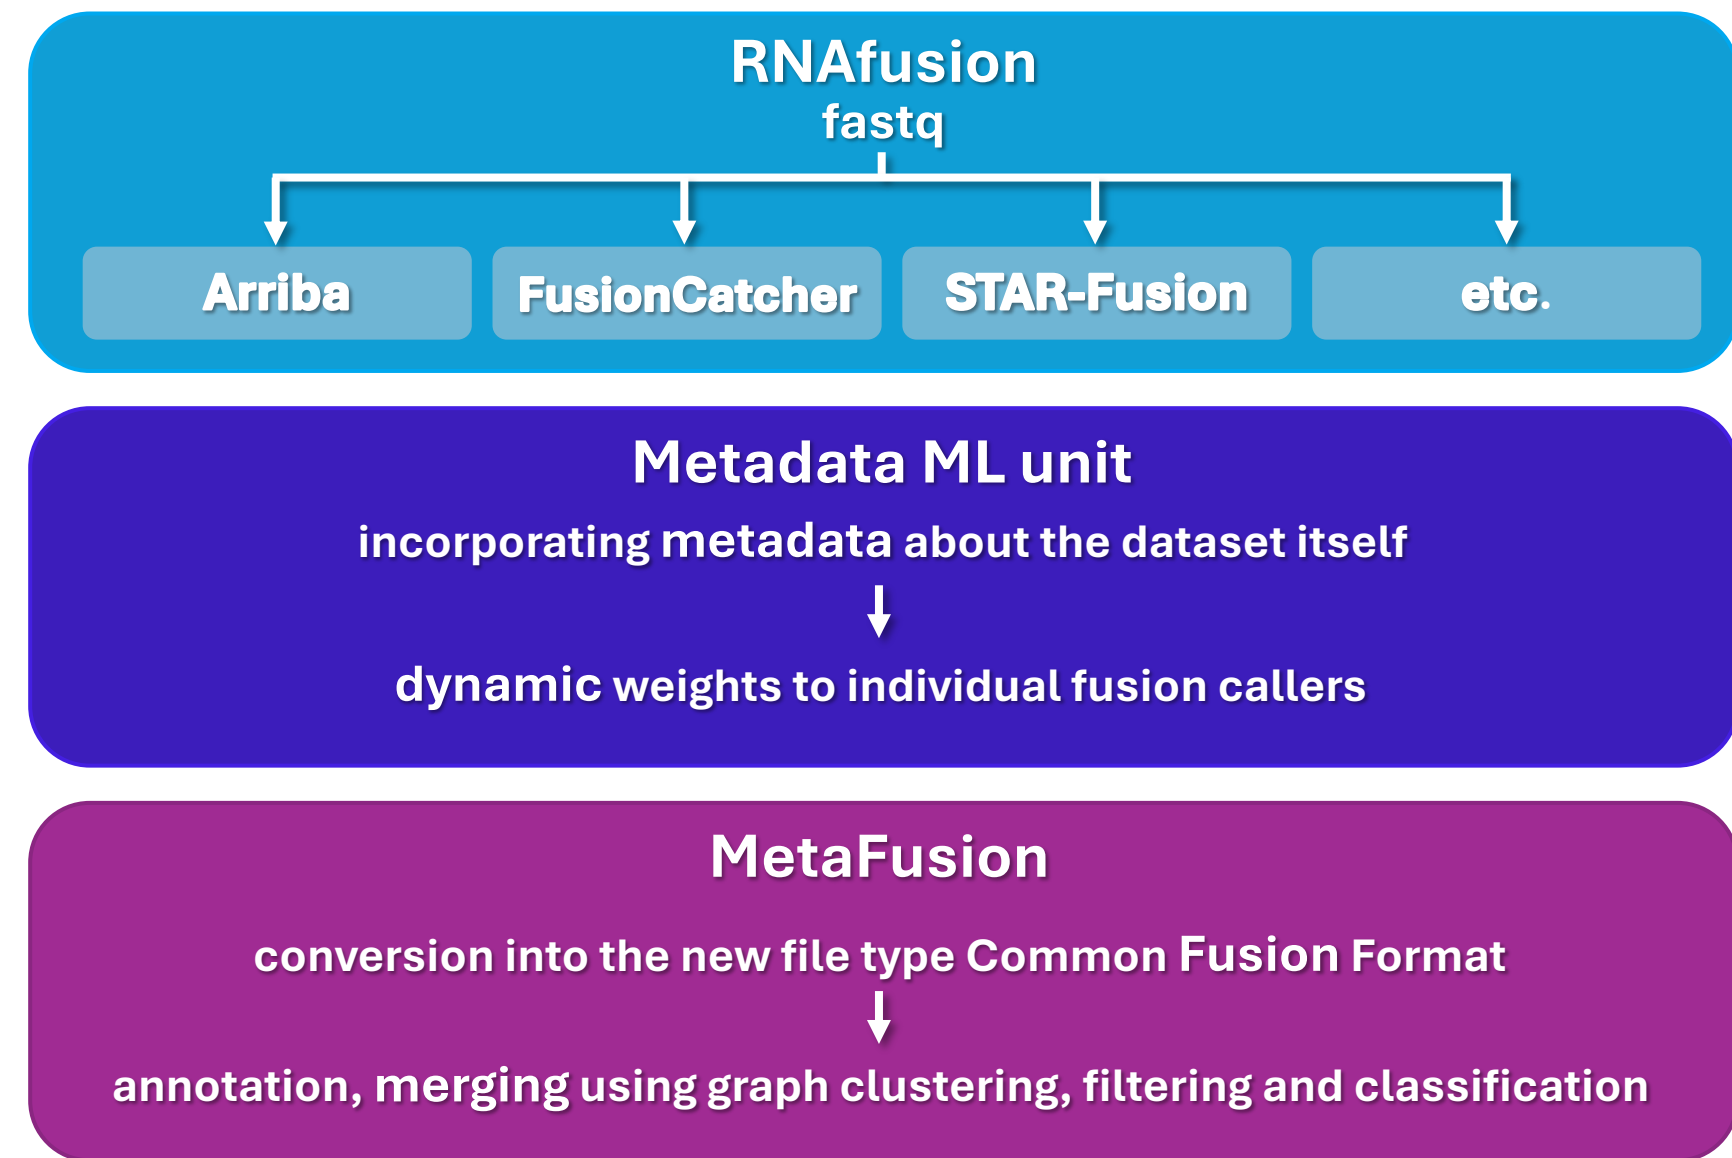 RNAfusion
fastq
Arriba
FusionCatcher
STAR-Fusion
etc.
Metadata ML unit
incorporating metadata about the dataset itself
dynamic weights to individual fusion callers
MetaFusion
conversion into the new file type Common Fusion Format
annotation, merging using graph clustering, filtering and classification